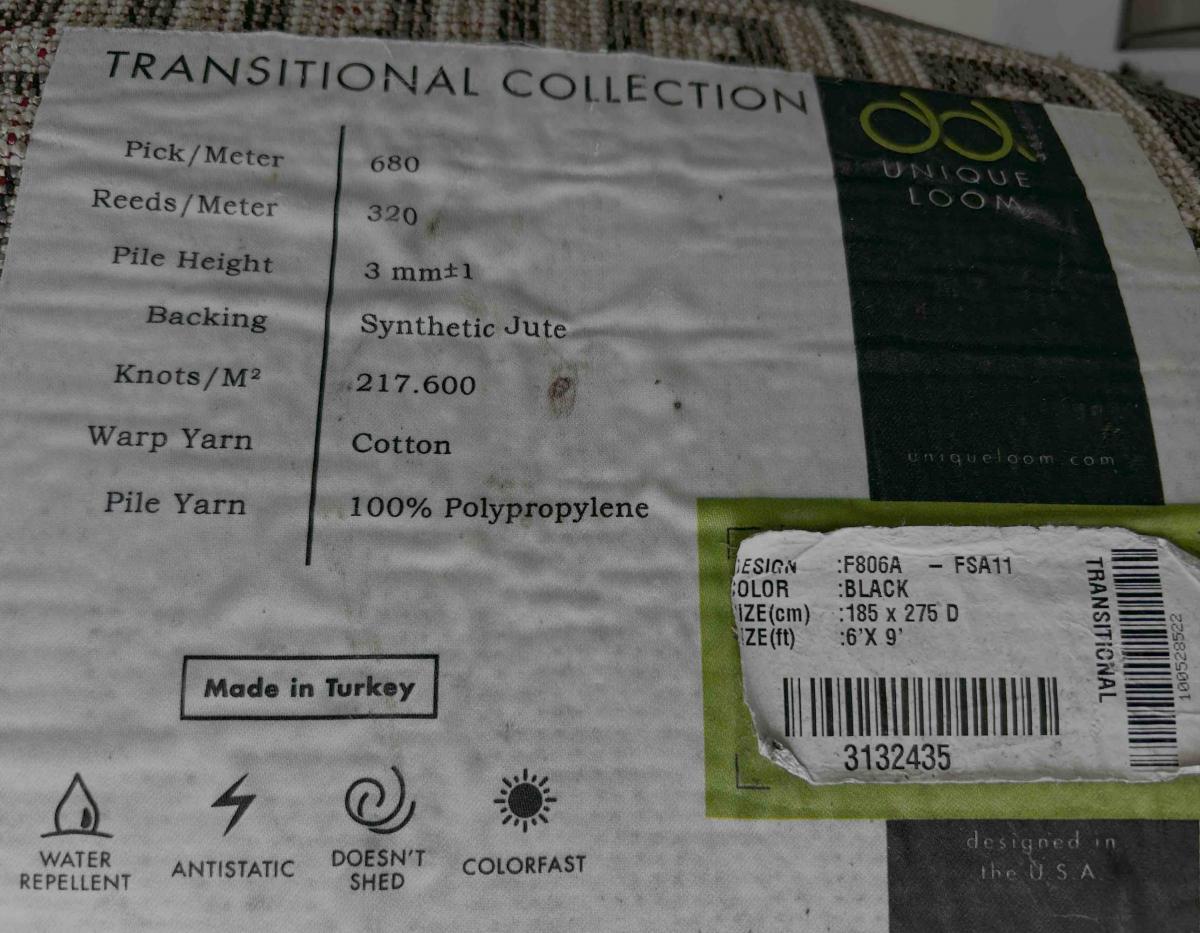 TRANSITIONAL COLLECTION
Pick/Meter 680
Reeds/Meter 320
Pile Height 3 mm±1
Backing Synthetic Jute
Knots/M² 217.600
Warp Yarn Cotton
Pile Yarn 100% Polypropylene
Made in Turkey
WATER REPELLENT
ANTISTATIC
DOESN'T SHED
COLORFAST
UNIQUE
LOOM
uniqueloom.com
ESIGN :F806A - FSA11
OLOR :BLACK
IZE(cm) :185 x 275 D
IZE(ft) :6'X 9'
3132435
TRANSITIONAL
100528522
designed in
the U.S.A.